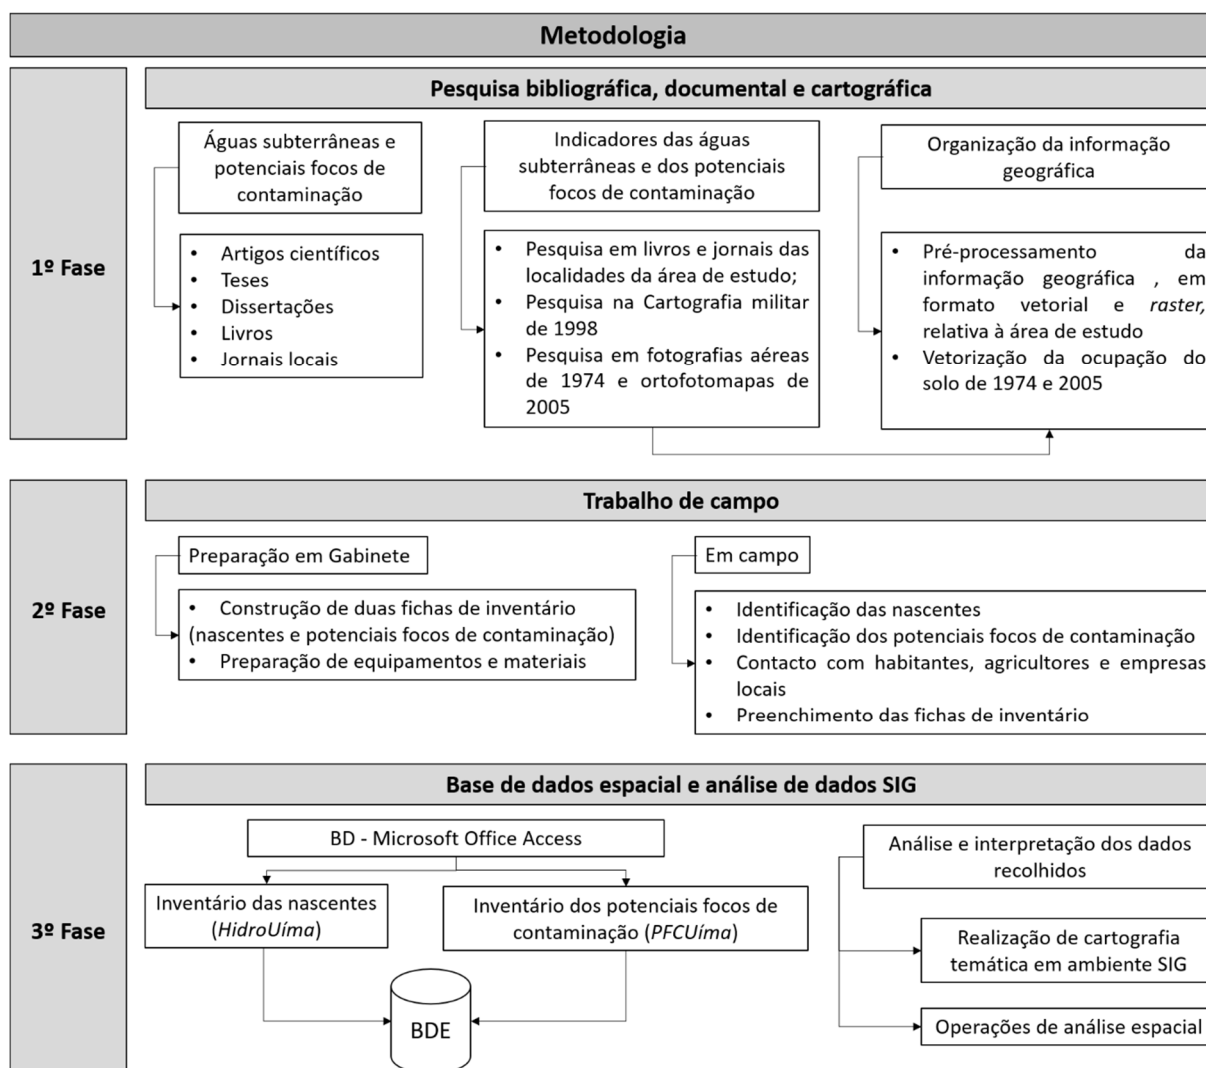 Metodologia
1º Fase
Pesquisa bibliográfica, documental e cartográfica
Águas subterrâneas e
potenciais focos de
contaminação
• Artigos científicos
• Teses
• Dissertações
• Livros
• Jornais locais
Indicadores das águas
subterrâneas e dos potenciais
focos de contaminação
• Pesquisa em livros e jornais das
localidades da área de estudo;
• Pesquisa na Cartografia militar
de 1998
• Pesquisa em fotografias aéreas
de 1974 e ortofotomapas de
2005
Organização da informação
geográfica
• Pré-processamento da
informação geográfica , em
formato vetorial e raster,
relativa à área de estudo
• Vetorização da ocupação do
solo de 1974 e 2005
2º Fase
Trabalho de campo
Preparação em Gabinete
• Construção de duas fichas de inventário
(nascentes e potenciais focos de contaminação)
• Preparação de equipamentos e materiais
Em campo
• Identificação das nascentes
• Identificação dos potenciais focos de contaminação
• Contacto com habitantes, agricultores e empresas
locais
• Preenchimento das fichas de inventário
3º Fase
Base de dados espacial e análise de dados SIG
BD - Microsoft Office Access
Inventário das nascentes
(HidroUíma)
Inventário dos potenciais focos de
contaminação (PFCUíma)
BDE
Análise e interpretação dos dados
recolhidos
Realização de cartografia
temática em ambiente SIG
Operações de análise espacial